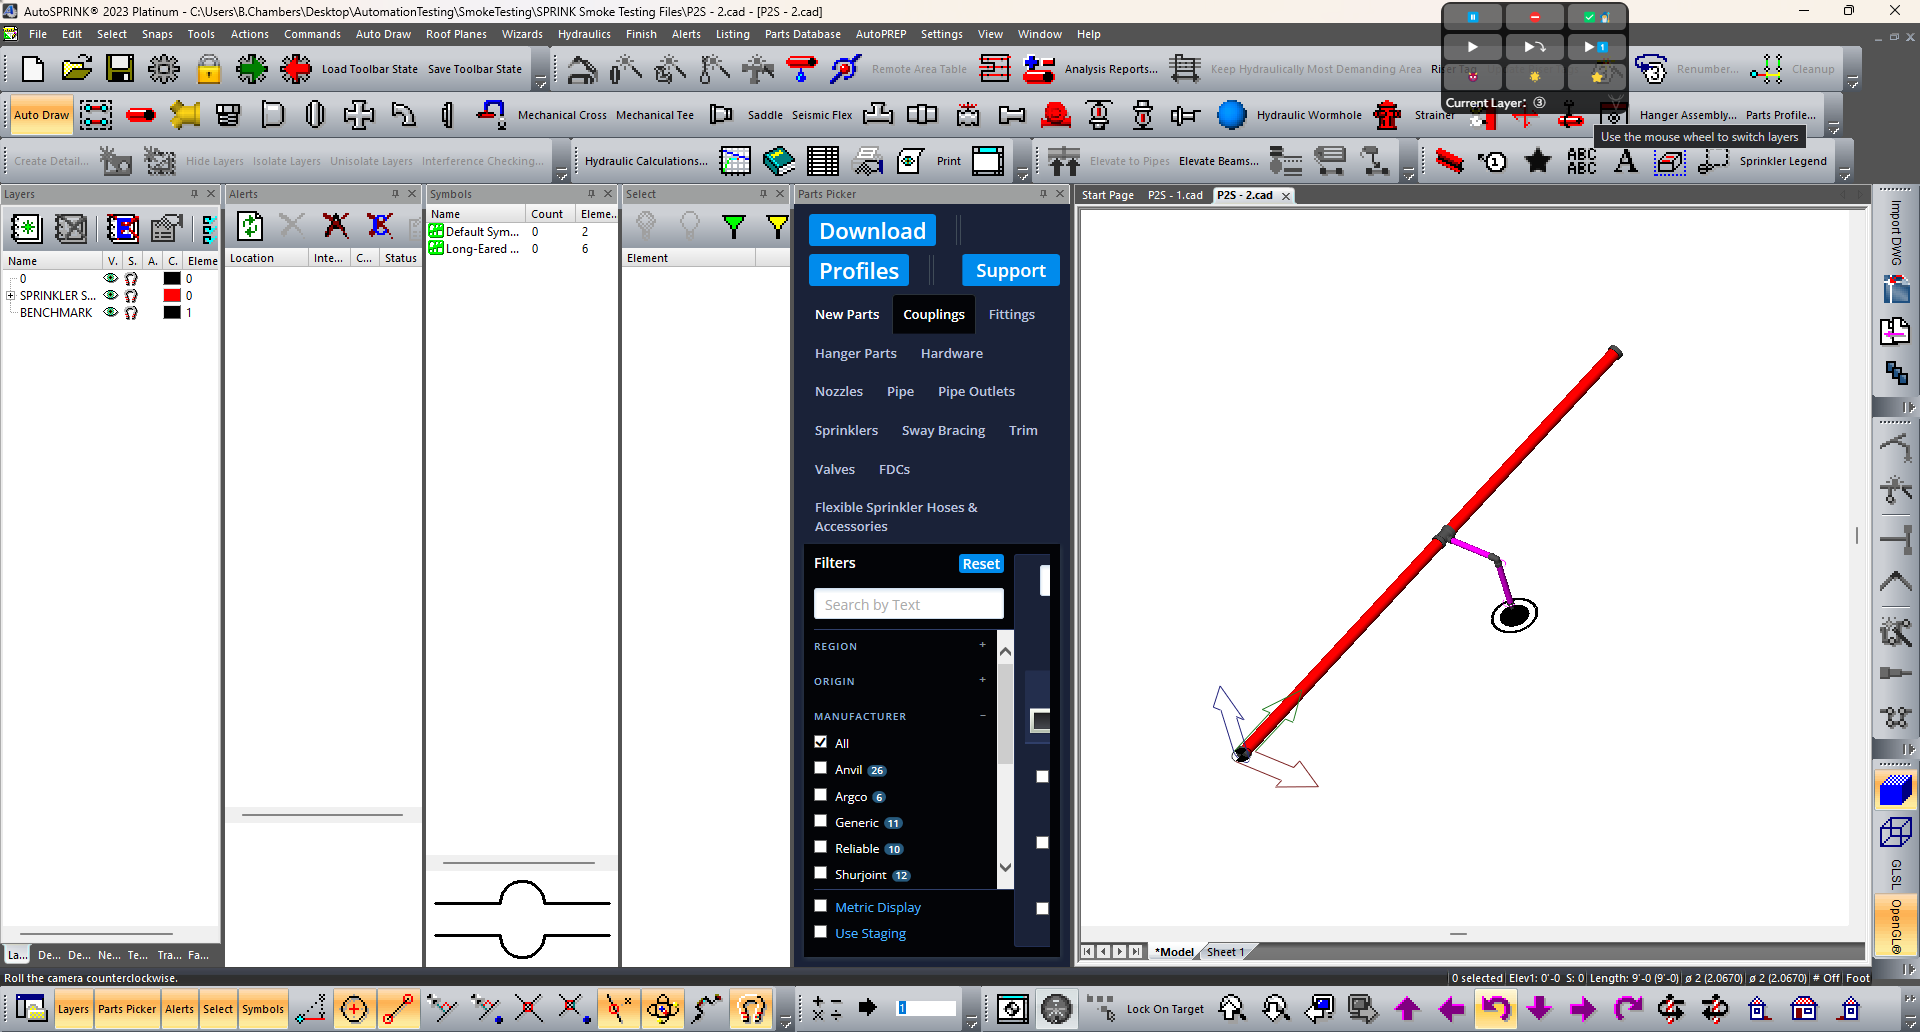 AutoSPRINK® 2023 Platinum - C:\Users\B.Chambers\Desktop\AutomationTesting\SmokeTesting\SPRINK Smoke Testing Files\P2S - 2.cad - [P2S - 2.cad]
File Edit Select Snaps Tools Actions Commands Auto Draw Roof Planes Wizards Hydraulics Finish Alerts Listing Parts Database AutoPREP Settings View Window Help
Load Toolbar State Save Toolbar State Remote Area Table Analysis Reports... Keep Hydraulically Most Demanding Area Renumber... Cleanup
Current Layer: ③
Auto Draw Mechanical Cross Mechanical Tee Saddle Seismic Flex Hydraulic Wormhole Strainer Hanger Assembly... Parts Profile...
Use the mouse wheel to switch layers
Create Detail... Hide Layers Isolate Layers Unisolate Layers Interference Checking... Hydraulic Calculations... Print Elevate to Pipes Elevate Beams... 1 ABC ABC A Sprinkler Legend
Layers
Name V. S. A. C. Eleme
0 0
SPRINKLER S... 0
BENCHMARK 1
La... De... De... Ne... Te... Tra... Fa...
Alerts
Location Inte... C... Status
Symbols
Name Count Eleme...
Default Sym... 0 2
Long-Eared ... 0 6
Select
Element
Parts Picker
Download
Profiles Support
New Parts Couplings Fittings
Hanger Parts Hardware
Nozzles Pipe Pipe Outlets
Sprinklers Sway Bracing Trim
Valves FDCs
Flexible Sprinkler Hoses &
Accessories
Filters Reset
Search by Text
REGION +
ORIGIN +
MANUFACTURER −
All
Anvil 26
Argco 6
Generic 11
Reliable 10
Shurjoint 12
Metric Display
Use Staging
Start Page P2S - 1.cad P2S - 2.cad
*Model Sheet 1
Import DWG
GLSL
OpenGL®
Roll the camera counterclockwise.
0 selected Elev1: 0'-0 S: 0 Length: 9'-0 (9'-0) ø 2 (2.0670) ø 2 (2.0670) # Off Foot
Layers Parts Picker Alerts Select Symbols 1 Lock On Target